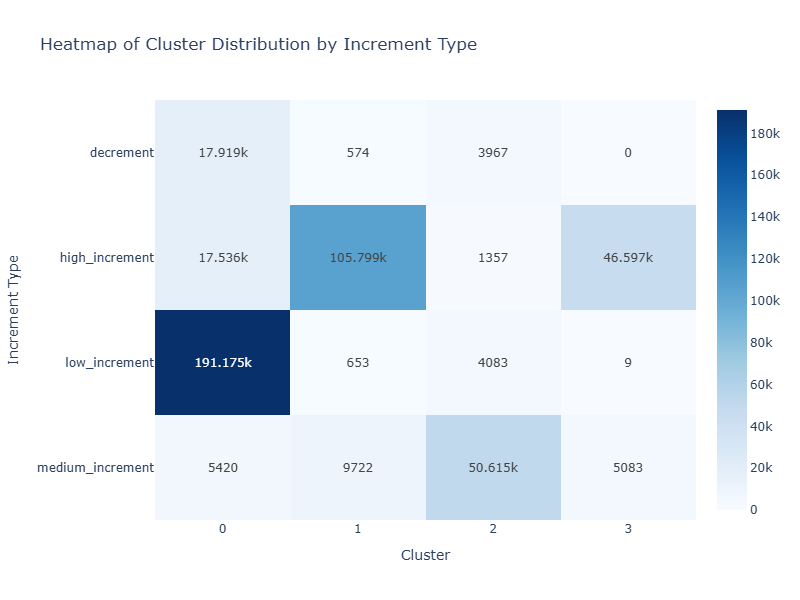 Heatmap of Cluster Distribution by Increment Type
decrement 17.919k 574 3967 0
high_increment 17.536k 105.799k 1357 46.597k
low_increment 191.175k 653 4083 9
medium_increment 5420 9722 50.615k 5083
0 1 2 3
Cluster
Increment Type
180k
160k
140k
120k
100k
80k
60k
40k
20k
0